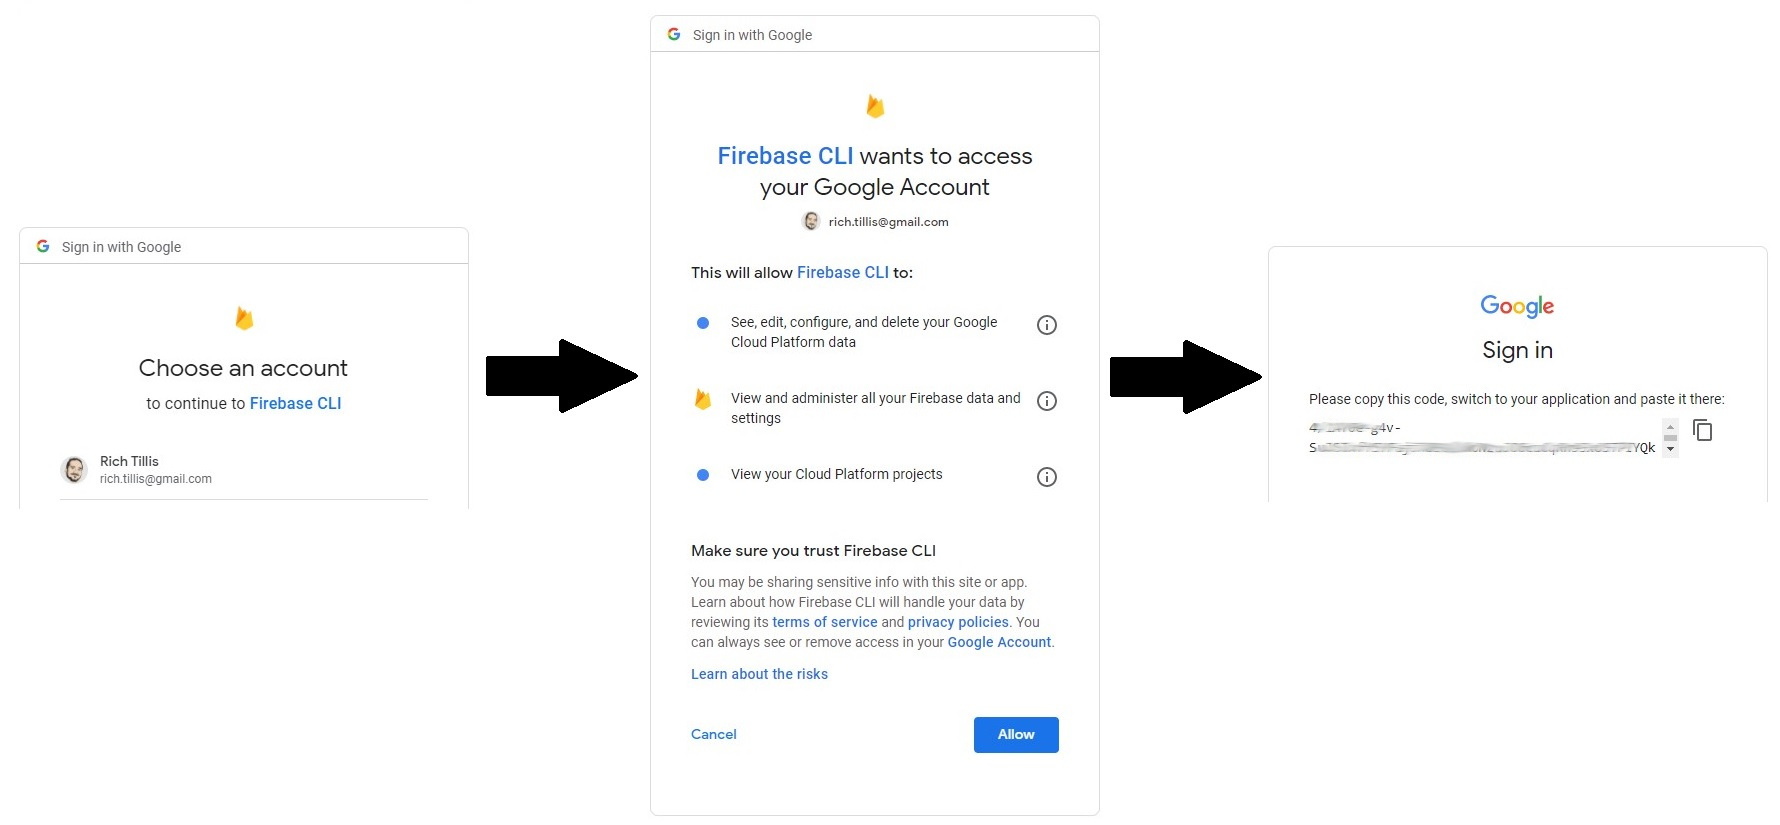 Sign in with Google
Choose an account
to continue to Firebase CLI
Rich Tillis
rich.tillis@gmail.com
Sign in with Google
Firebase CLI wants to access
your Google Account
rich.tillis@gmail.com
This will allow Firebase CLI to:
See, edit, configure, and delete your Google
Cloud Platform data
View and administer all your Firebase data and
settings
View your Cloud Platform projects
Make sure you trust Firebase CLI
You may be sharing sensitive info with this site or app.
Learn about how Firebase CLI will handle your data by
reviewing its terms of service and privacy policies. You
can always see or remove access in your Google Account.
Learn about the risks
Cancel
Allow
Google
Sign in
Please copy this code, switch to your application and paste it there: